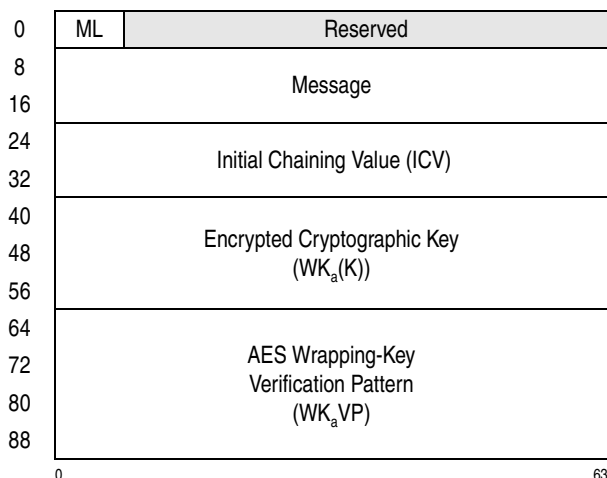 0 ML Reserved
8
Message
16
24
Initial Chaining Value (ICV)
32
40
Encrypted Cryptographic Key
48
(WKₐ(K))
56
64
AES Wrapping-Key
72
Verification Pattern
80
(WKₐVP)
88
0 63